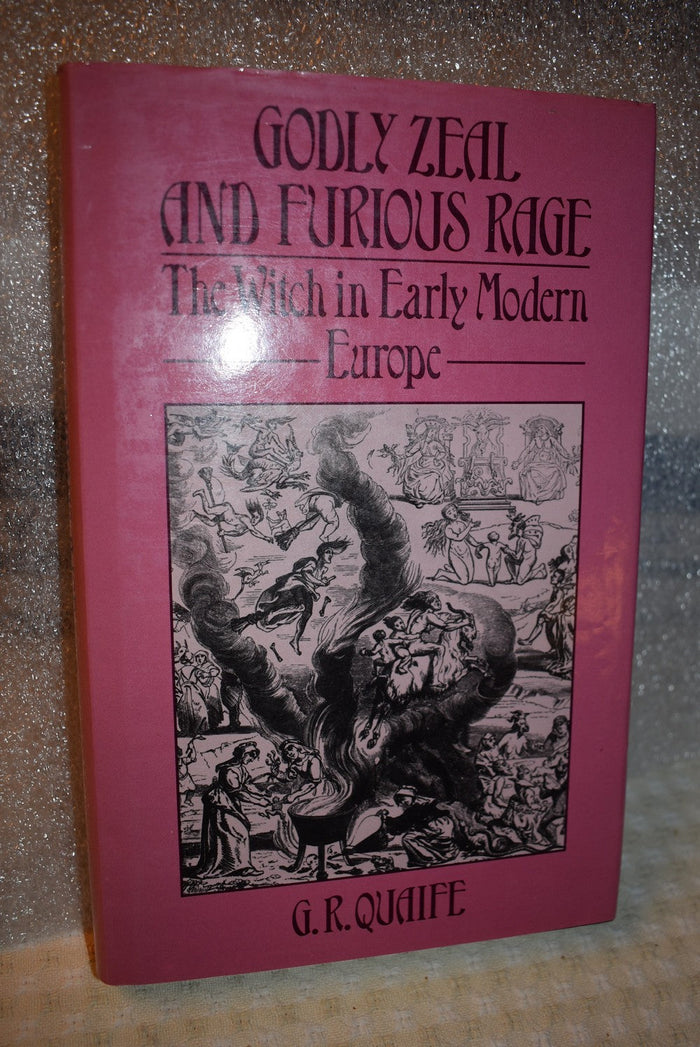 GODLY ZEAL
AND FURIOUS RAGE
The Witch in Early Modern
Europe
G. R. QUAIFE